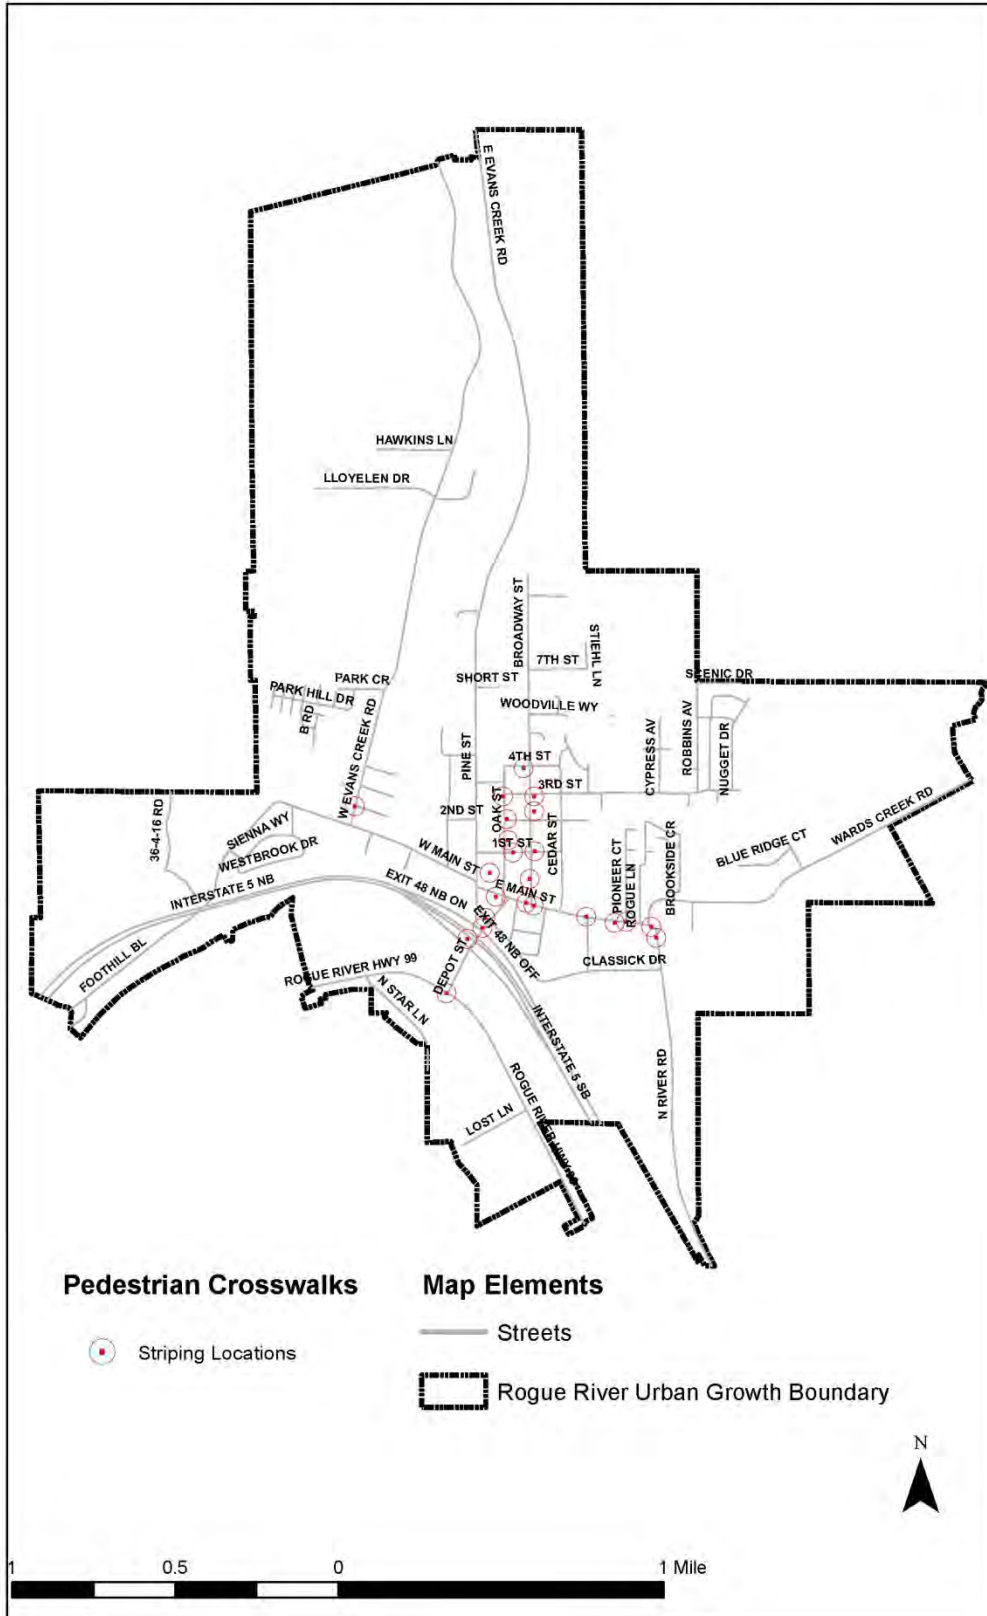 E EVANS CREEK RD
HAWKINS LN
LLOYELEN DR
BROADWAY ST
STIEHL LN
7TH ST
SHORT ST
SCENIC DR
PARK CR
PARK HILL DR
B RD
WOODVILLE WY
W EVANS CREEK RD
PINE ST
4TH ST
CYPRESS AV
ROBBINS AV
NUGGET DR
3RD ST
OAK ST
2ND ST
36-4-16 RD
SIENNA WY
WESTBROOK DR
W MAIN ST
1ST ST
CEDAR ST
PIONEER CT
ROGUE LN
BROOKSIDE CR
BLUE RIDGE CT
WARDS CREEK RD
INTERSTATE 5 NB
EXIT 48 NB ON
E MAIN ST
EXIT 48 NB OFF
FOOTHILL BL
DEPOT ST
CLASSICK DR
ROGUE RIVER HWY 99
N STAR LN
INTERSTATE 5 SB
N RIVER RD
LOST LN
ROGUE RIVER HWY 99
Pedestrian Crosswalks
Striping Locations
Map Elements
Streets
Rogue River Urban Growth Boundary
N
1 0.5 0 1 Mile